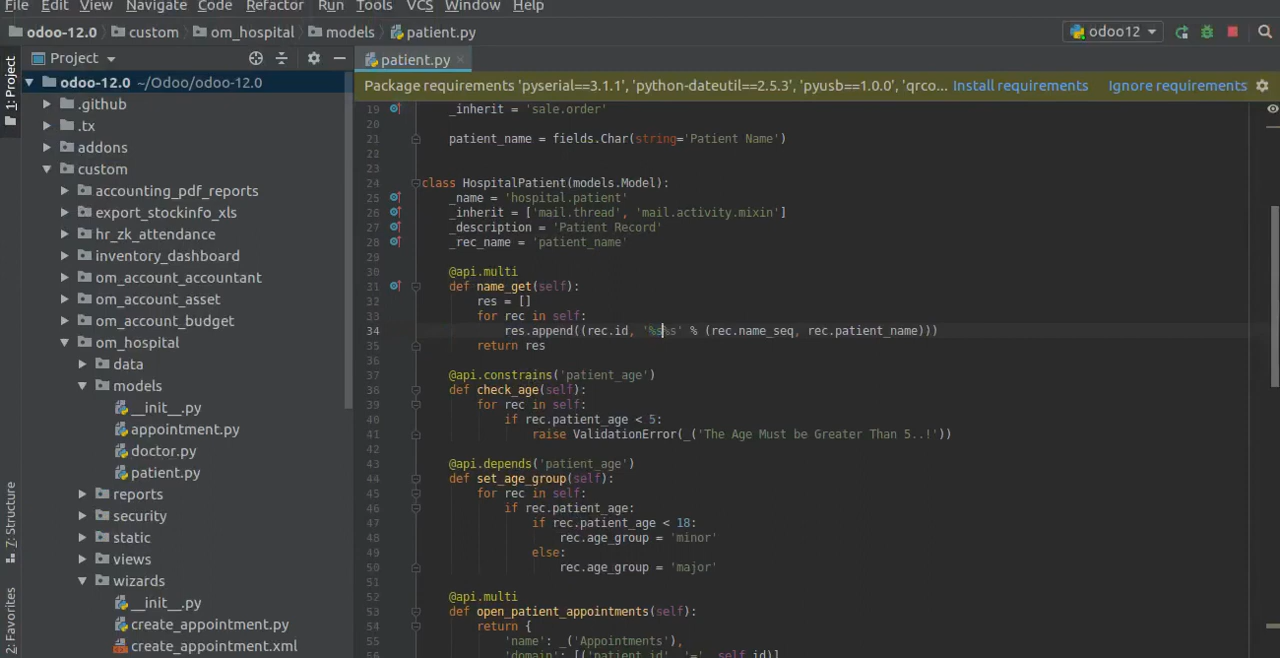 File Edit View Navigate Code Refactor Run Tools VCS Window Help
odoo-12.0 custom om_hospital models patient.py odoo12
1: Project
Project patient.py
Package requirements 'pyserial==3.1.1', 'python-dateutil==2.5.3', 'pyusb==1.0.0', 'qrco... Install requirements Ignore requirements
odoo-12.0 ~/Odoo/odoo-12.0
.github
.tx
addons
custom
accounting_pdf_reports
export_stockinfo_xls
hr_zk_attendance
inventory_dashboard
om_account_accountant
om_account_asset
om_account_budget
om_hospital
data
models
__init__.py
appointment.py
doctor.py
patient.py
reports
security
static
views
wizards
__init__.py
create_appointment.py
create_appointment.xml
7: Structure
2: Favorites
19 _inherit = 'sale.order'
20
21 patient_name = fields.Char(string='Patient Name')
22
23
24 class HospitalPatient(models.Model):
25 _name = 'hospital.patient'
26 _inherit = ['mail.thread', 'mail.activity.mixin']
27 _description = 'Patient Record'
28 _rec_name = 'patient_name'
29
30 @api.multi
31 def name_get(self):
32 res = []
33 for rec in self:
34 res.append((rec.id, '%s%s' % (rec.name_seq, rec.patient_name)))
35 return res
36
37 @api.constrains('patient_age')
38 def check_age(self):
39 for rec in self:
40 if rec.patient_age < 5:
41 raise ValidationError(_('The Age Must be Greater Than 5..!'))
42
43 @api.depends('patient_age')
44 def set_age_group(self):
45 for rec in self:
46 if rec.patient_age:
47 if rec.patient_age < 18:
48 rec.age_group = 'minor'
49 else:
50 rec.age_group = 'major'
51
52 @api.multi
53 def open_patient_appointments(self):
54 return {
55 'name': _('Appointments'),
56 'domain': [('patient_id', '=', self.id)]